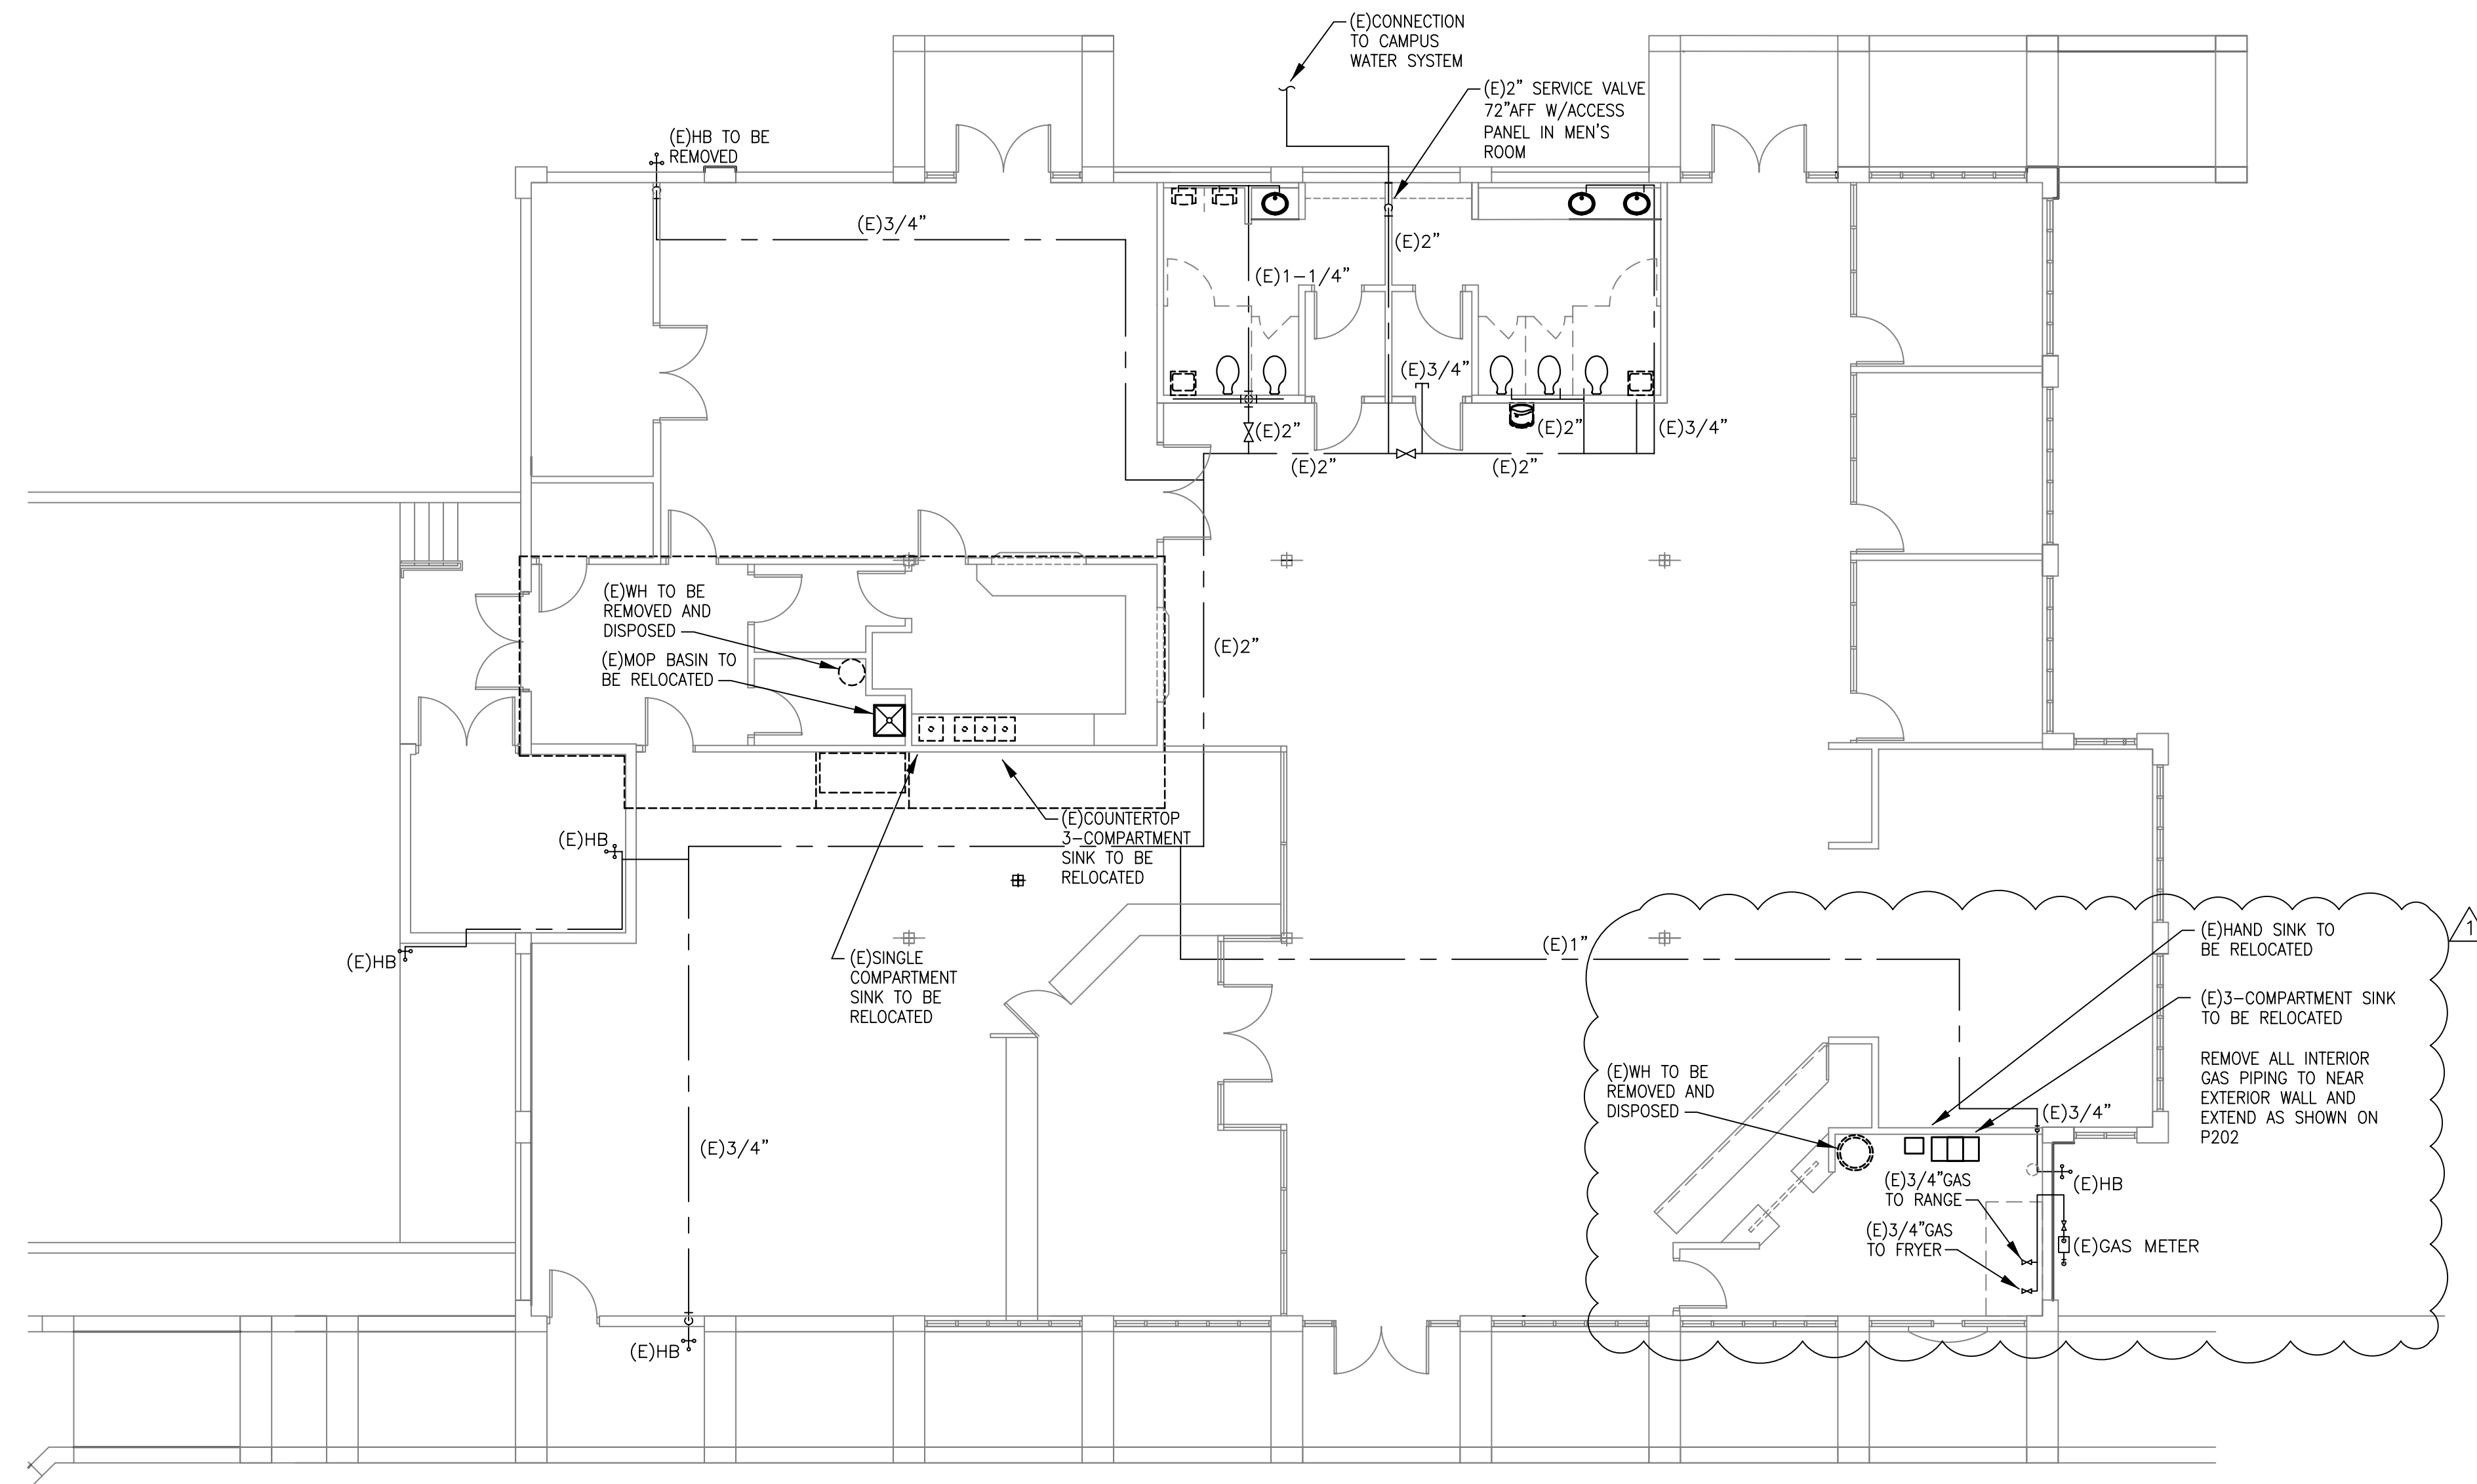 (E)CONNECTION
TO CAMPUS
WATER SYSTEM
(E)2" SERVICE VALVE
72"AFF W/ACCESS
PANEL IN MEN'S
ROOM
(E)HB TO BE
REMOVED
(E)3/4"
(E)2"
(E)1-1/4"
(E)3/4"
(E)2"
(E)2"
(E)3/4"
(E)2"
(E)2"
(E)WH TO BE
REMOVED AND
DISPOSED
(E)MOP BASIN TO
BE RELOCATED
(E)2"
(E)COUNTERTOP
3-COMPARTMENT
SINK TO BE
RELOCATED
(E)HB
(E)HB
(E)SINGLE
COMPARTMENT
SINK TO BE
RELOCATED
(E)1"
1
(E)HAND SINK TO
BE RELOCATED
(E)3-COMPARTMENT SINK
TO BE RELOCATED
REMOVE ALL INTERIOR
GAS PIPING TO NEAR
EXTERIOR WALL AND
EXTEND AS SHOWN ON
P202
(E)WH TO BE
REMOVED AND
DISPOSED
(E)3/4"
(E)3/4"
(E)3/4"GAS
TO RANGE
(E)HB
(E)3/4"GAS
TO FRYER
(E)GAS METER
(E)HB